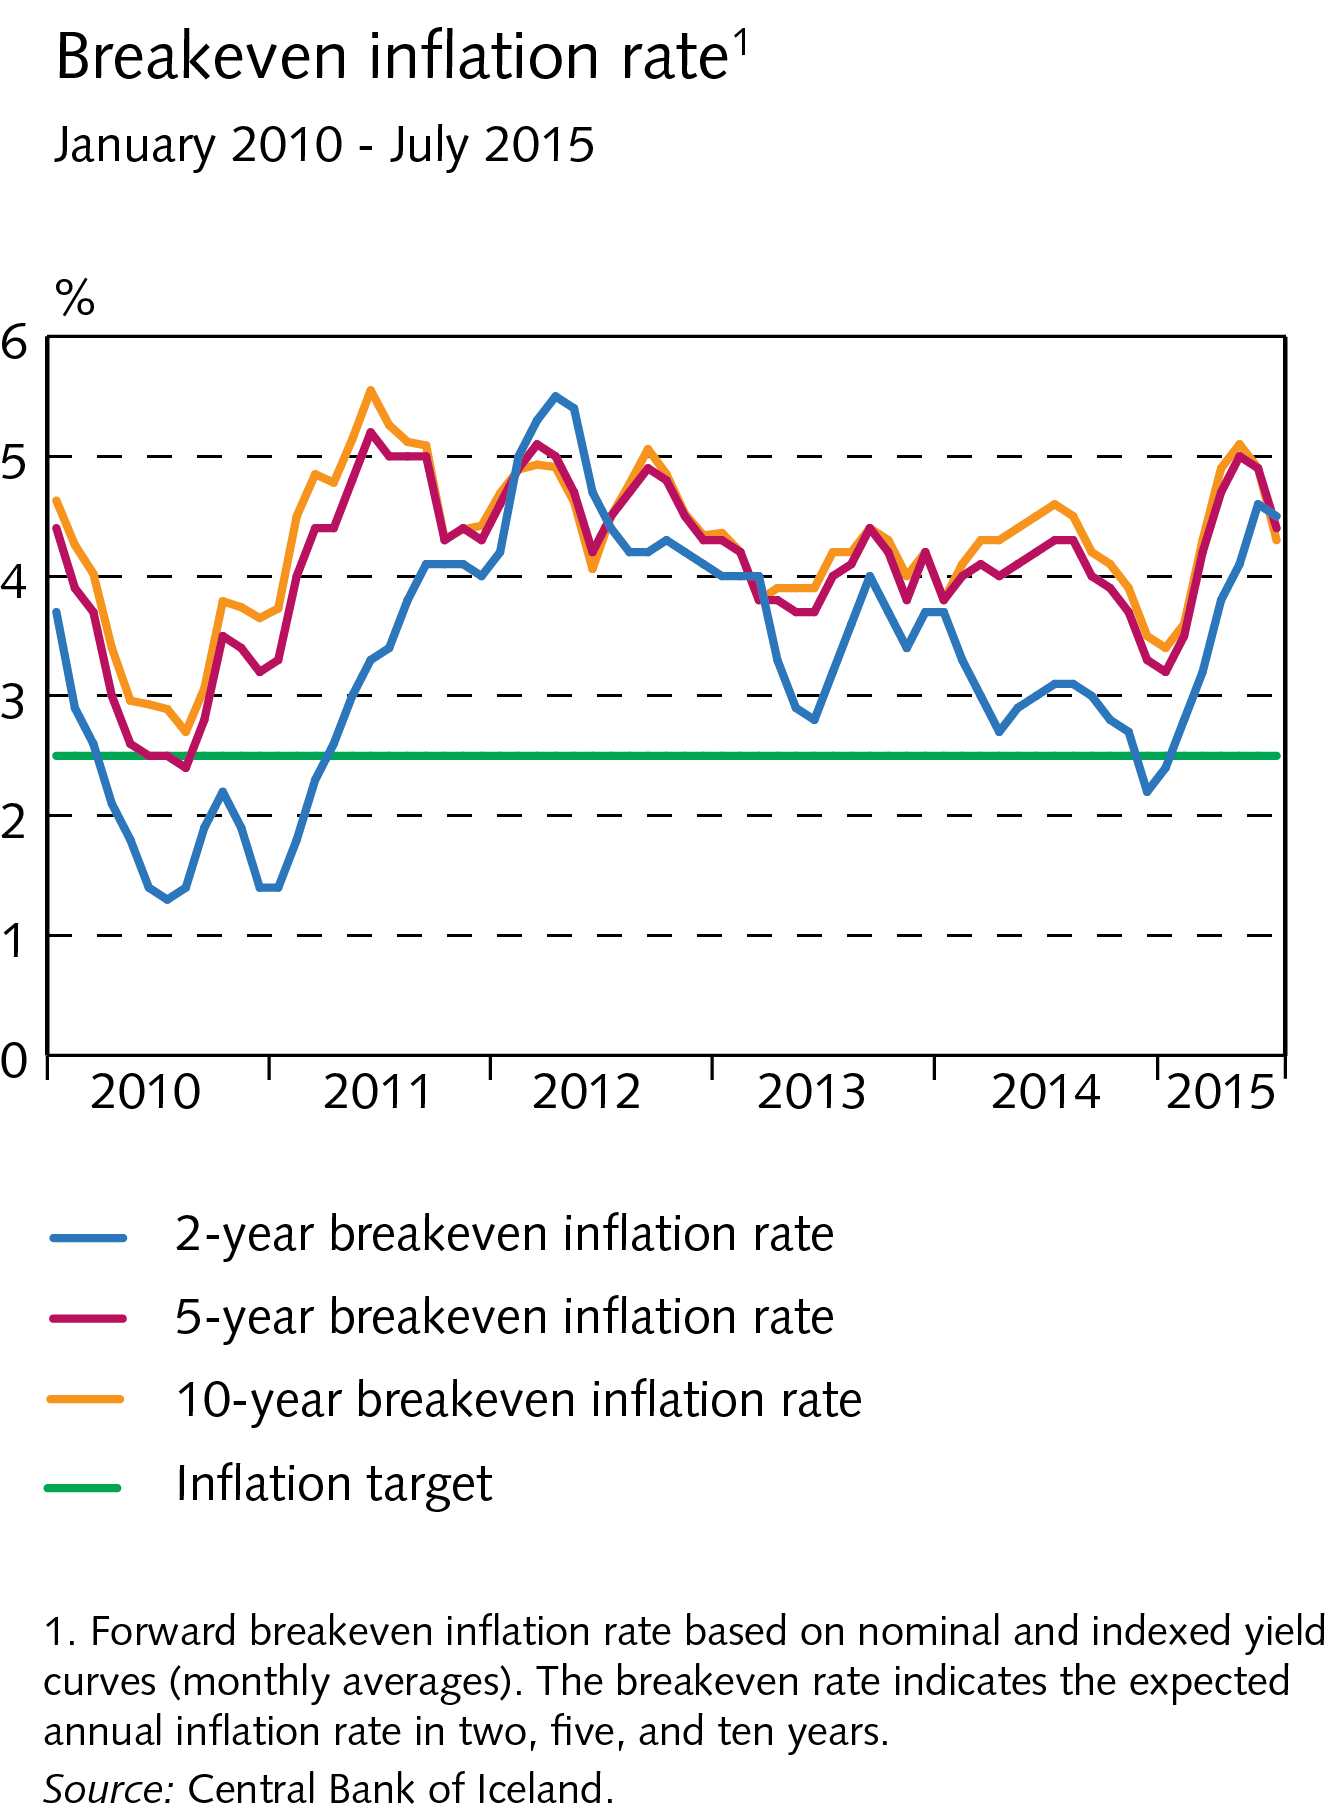 Breakeven inflation rate¹
January 2010 - July 2015
%
6
5
4
3
2
1
0
2010 2011 2012 2013 2014 2015
2-year breakeven inflation rate
5-year breakeven inflation rate
10-year breakeven inflation rate
Inflation target
1. Forward breakeven inflation rate based on nominal and indexed yield
curves (monthly averages). The breakeven rate indicates the expected
annual inflation rate in two, five, and ten years.
Source: Central Bank of Iceland.